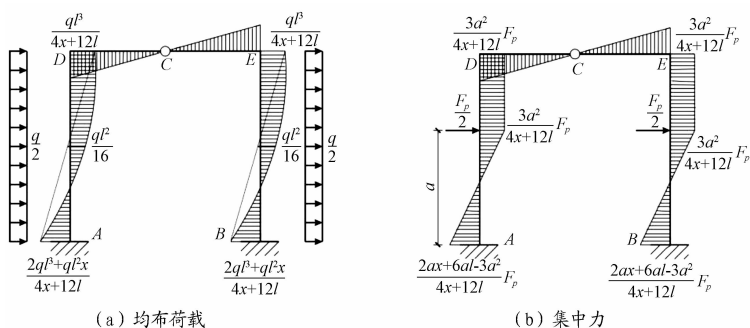 ql³/4x+12l
ql³/4x+12l
D
C
E
q/2
ql²/16
ql²/16
q/2
A
B
2ql³+ql²x/4x+12l
2ql³+ql²x/4x+12l
(a) 均布荷载
3a²/4x+12l Fₚ
3a²/4x+12l Fₚ
D
C
E
Fₚ/2
3a²/4x+12l Fₚ
Fₚ/2
3a²/4x+12l Fₚ
a
A
B
2ax+6al-3a²/4x+12l Fₚ
2ax+6al-3a²/4x+12l Fₚ
(b) 集中力